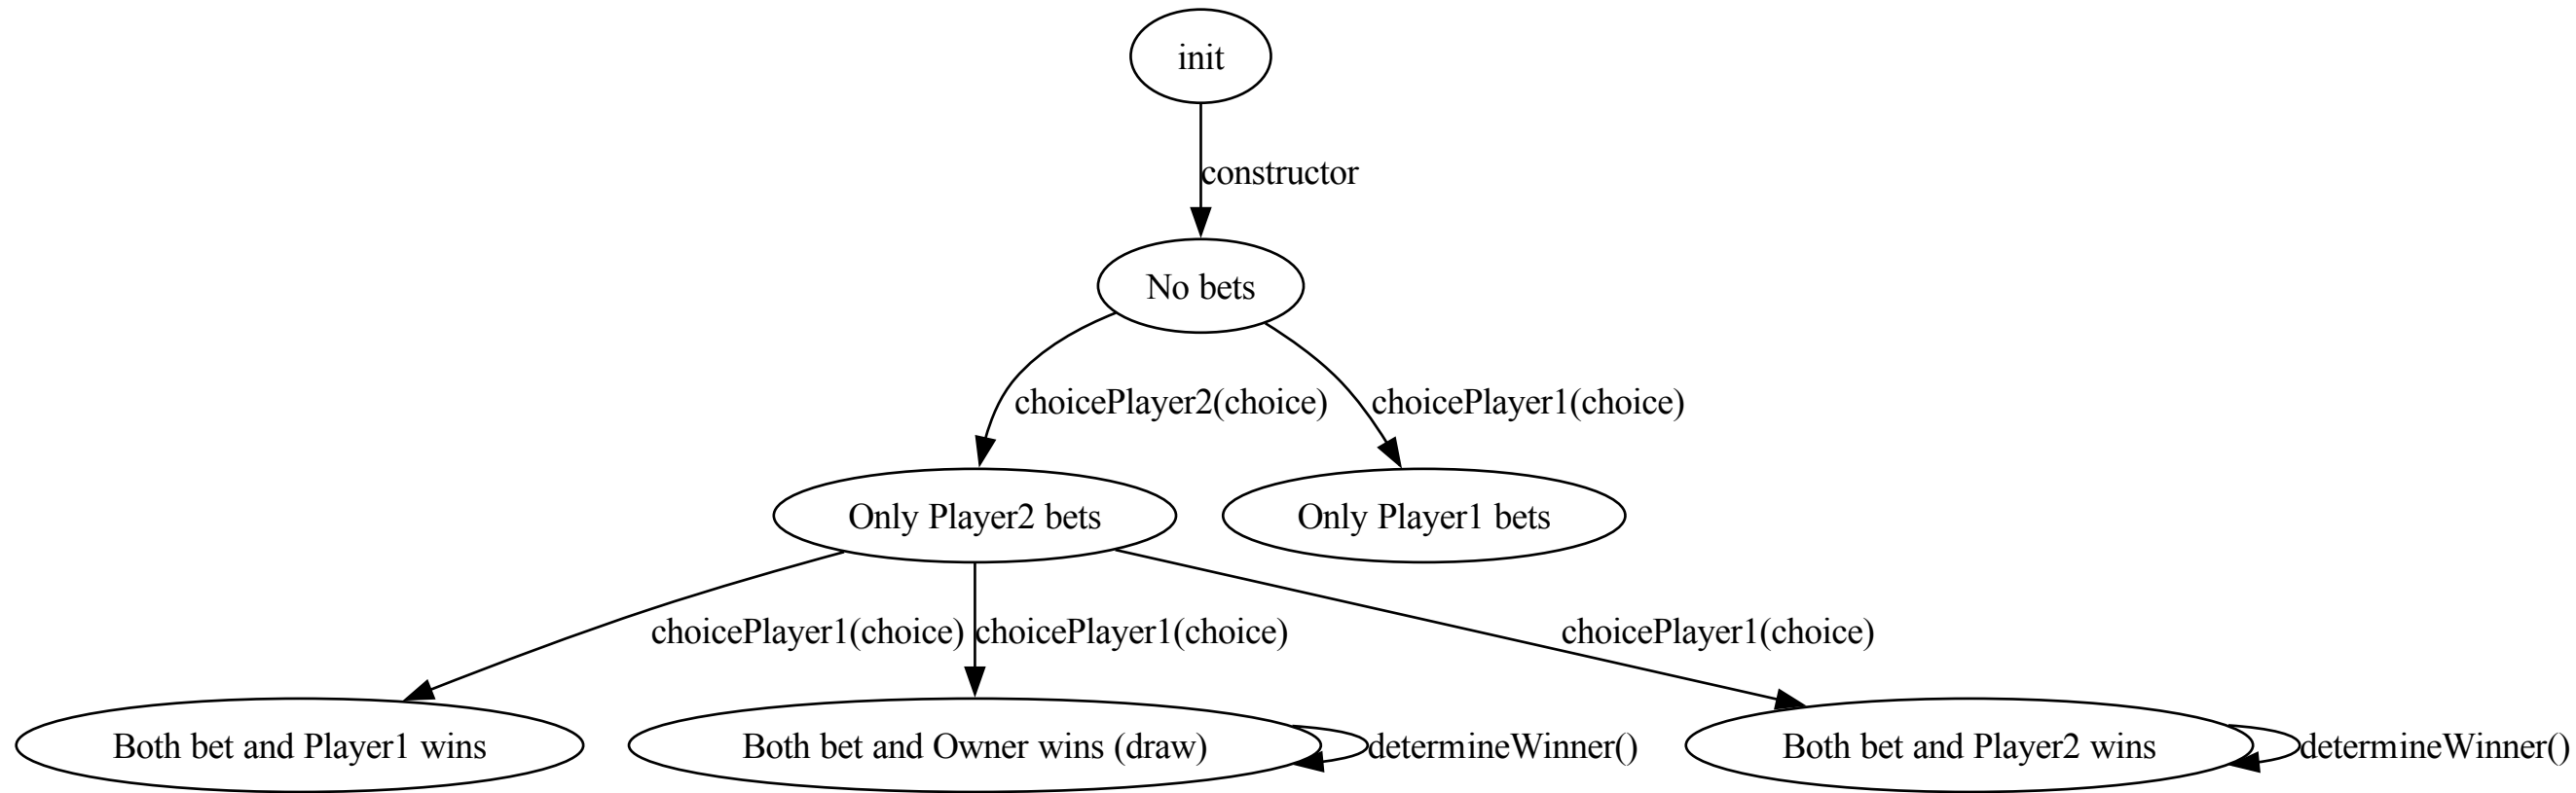 init
constructor
No bets
choicePlayer2(choice)
choicePlayer1(choice)
Only Player2 bets
Only Player1 bets
choicePlayer1(choice)
choicePlayer1(choice)
choicePlayer1(choice)
Both bet and Player1 wins
Both bet and Owner wins (draw)
determineWinner()
Both bet and Player2 wins
determineWinner()